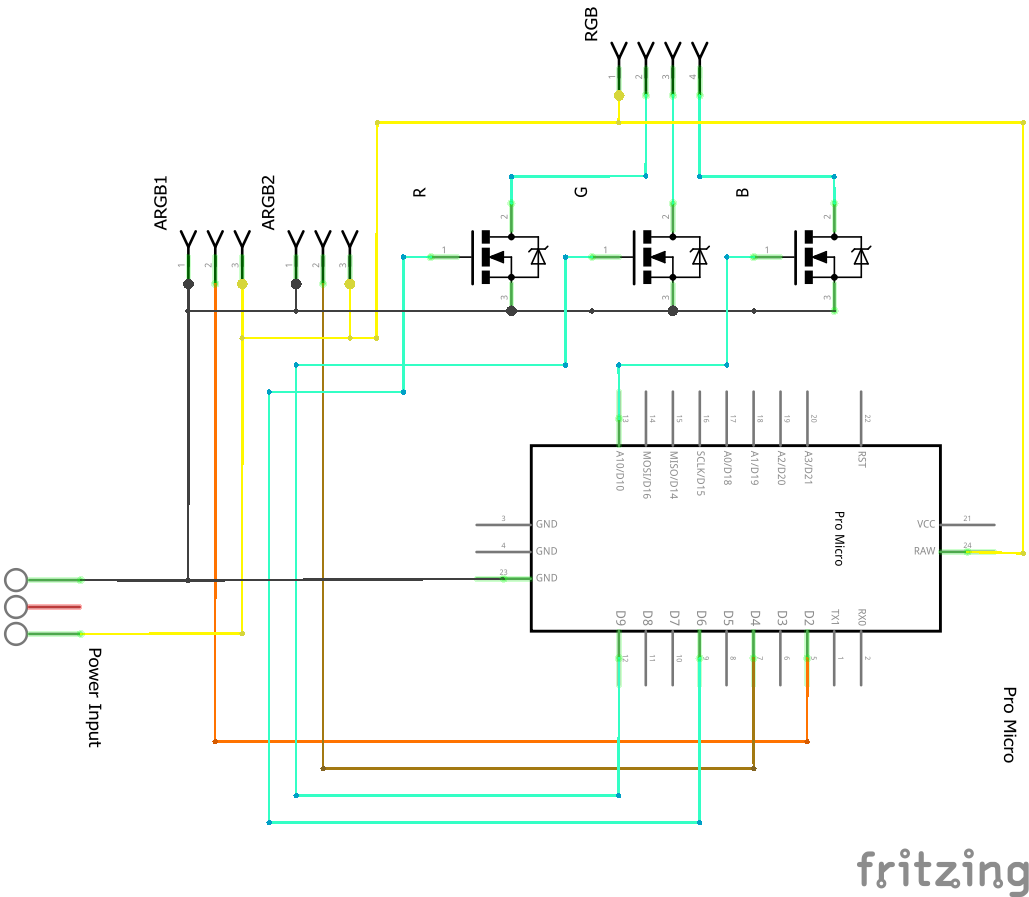 RGB
1 2 3 4
ARGB1
ARGB2
R
G
B
1 2 3
1 2 3
2
2
2
1
1
1
3
3
3
13 14 15 16 17 18 19 20 22
A10/D10 MOSI/D16 MISO/D14 SCLK/D15 A0/D18 A1/D19 A2/D20 A3/D21 RST
Pro Micro
3 GND
4 GND
23 GND
VCC 21
RAW 24
D9 D8 D7 D6 D5 D4 D3 D2 TX1 RX0
12 11 10 9 8 7 6 5 1 2
Power Input
Pro Micro
fritzing